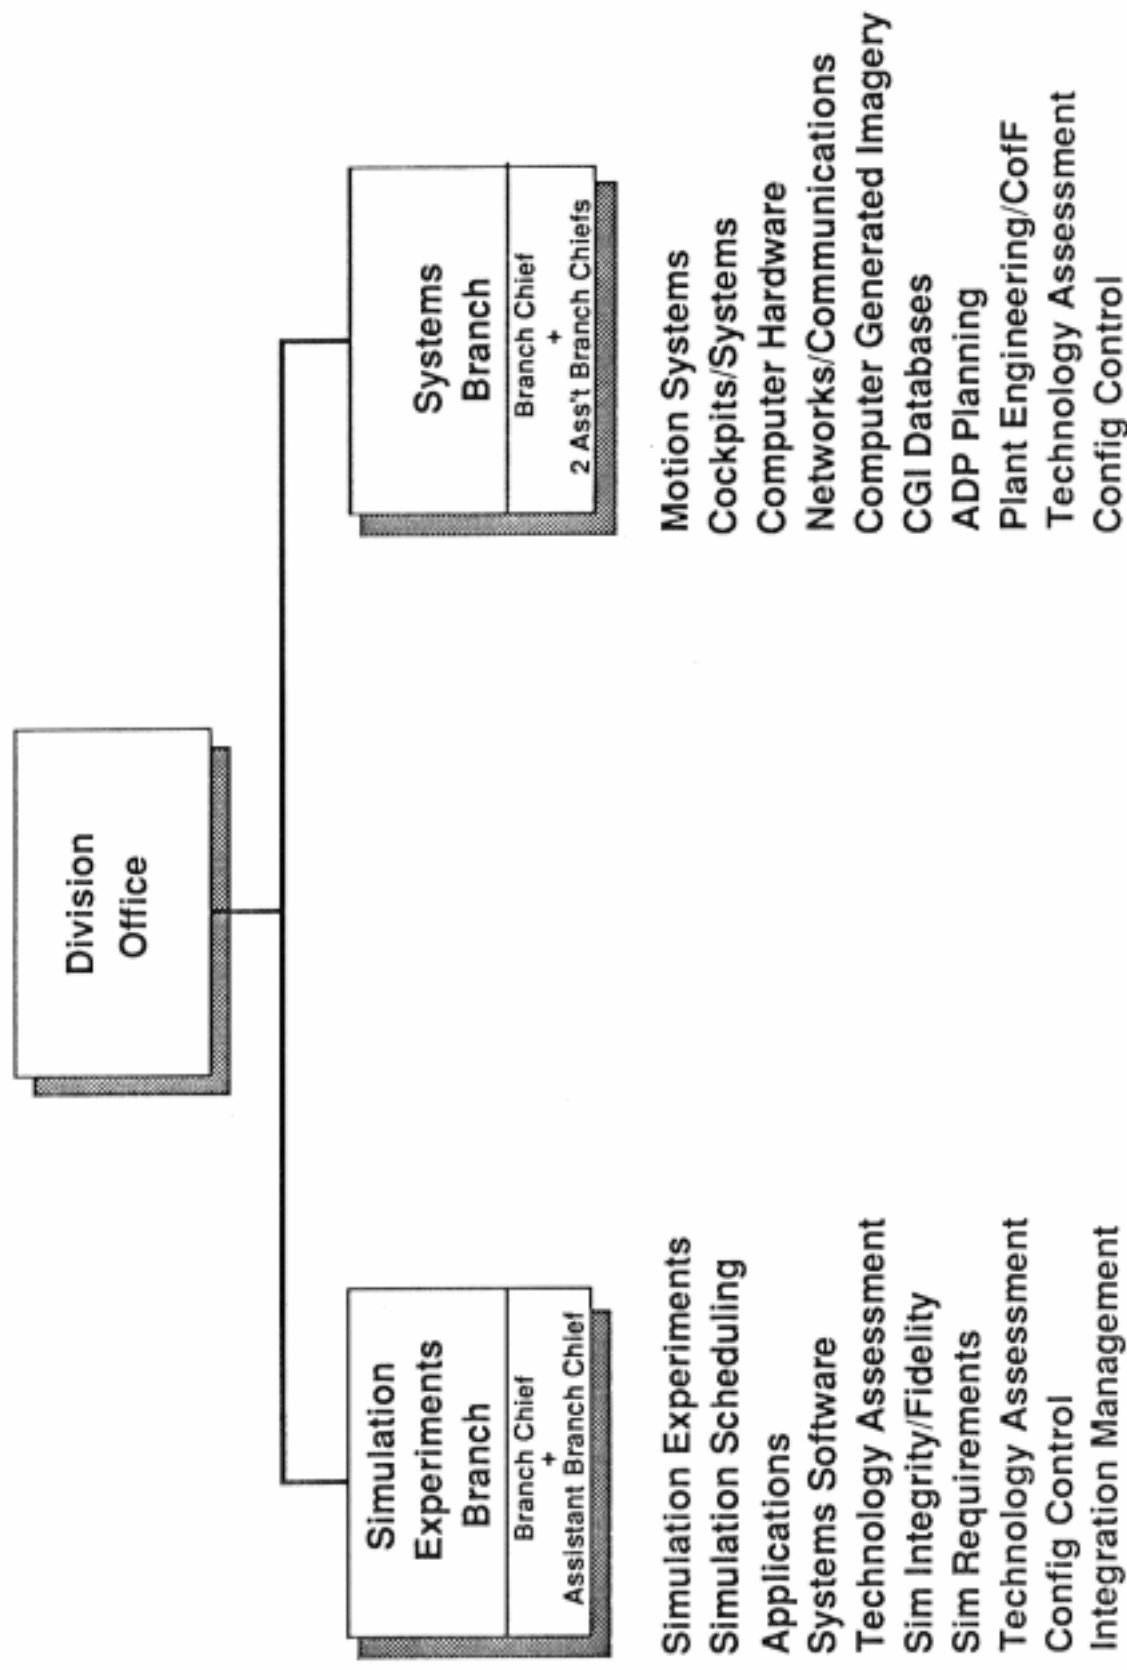 Division
Office
Simulation
Experiments
Branch
Branch Chief
+
Assistant Branch Chief
Simulation Experiments
Simulation Scheduling
Applications
Systems Software
Technology Assessment
Sim Integrity/Fidelity
Sim Requirements
Technology Assessment
Config Control
Integration Management
Systems
Branch
Branch Chief
+
2 Ass't Branch Chiefs
Motion Systems
Cockpits/Systems
Computer Hardware
Networks/Communications
Computer Generated Imagery
CGI Databases
ADP Planning
Plant Engineering/CofF
Technology Assessment
Config Control